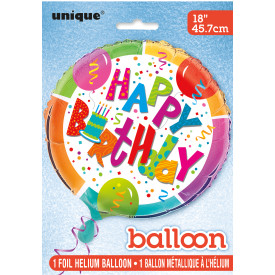 unique®
18"
45.7cm
HAPPY
Birthday
balloon
1 FOIL HELIUM BALLOON • 1 BALLON MÉTALLIQUE À L'HÉLIUM